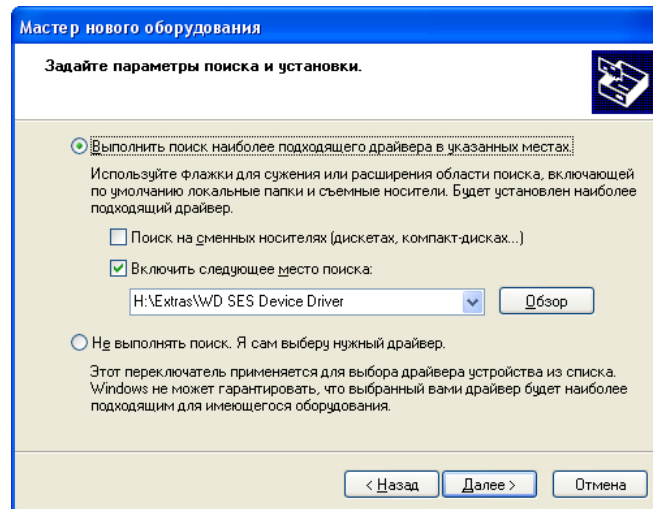 Мастер нового оборудования
Задайте параметры поиска и установки.
Выполнить поиск наиболее подходящего драйвера в указанных местах.
Используйте флажки для сужения или расширения области поиска, включающей
по умолчанию локальные папки и съемные носители. Будет установлен наиболее
подходящий драйвер.
Поиск на сменных носителях (дискетах, компакт-дисках...)
Включить следующее место поиска:
H:\Extras\WD SES Device Driver
Обзор
Не выполнять поиск. Я сам выберу нужный драйвер.
Этот переключатель применяется для выбора драйвера устройства из списка.
Windows не может гарантировать, что выбранный вами драйвер будет наиболее
подходящим для имеющегося оборудования.
< Назад Далее > Отмена